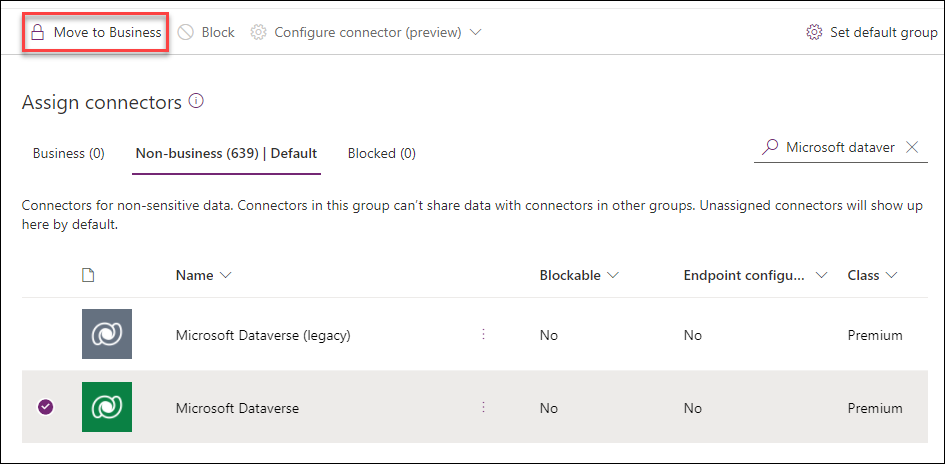 Move to Business Block Configure connector (preview) Set default group
Assign connectors
Business (0) Non-business (639) | Default Blocked (0) Microsoft dataver
Connectors for non-sensitive data. Connectors in this group can't share data with connectors in other groups. Unassigned connectors will show up
here by default.
Name Blockable Endpoint configu... Class
Microsoft Dataverse (legacy) No No Premium
Microsoft Dataverse No No Premium